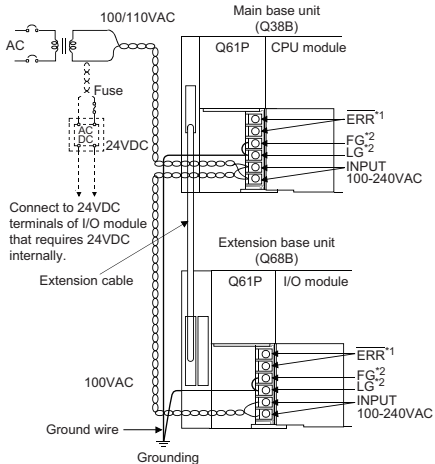 Main base unit
(Q38B)
100/110VAC
AC
Q61P
CPU module
Fuse
ERR*1
FG*2
LG*2
INPUT
100-240VAC
AC
DC
24VDC
Connect to 24VDC
terminals of I/O module
that requires 24VDC
internally.
Extension cable
Extension base unit
(Q68B)
Q61P
I/O module
ERR*1
FG*2
LG*2
INPUT
100-240VAC
100VAC
Ground wire
Grounding